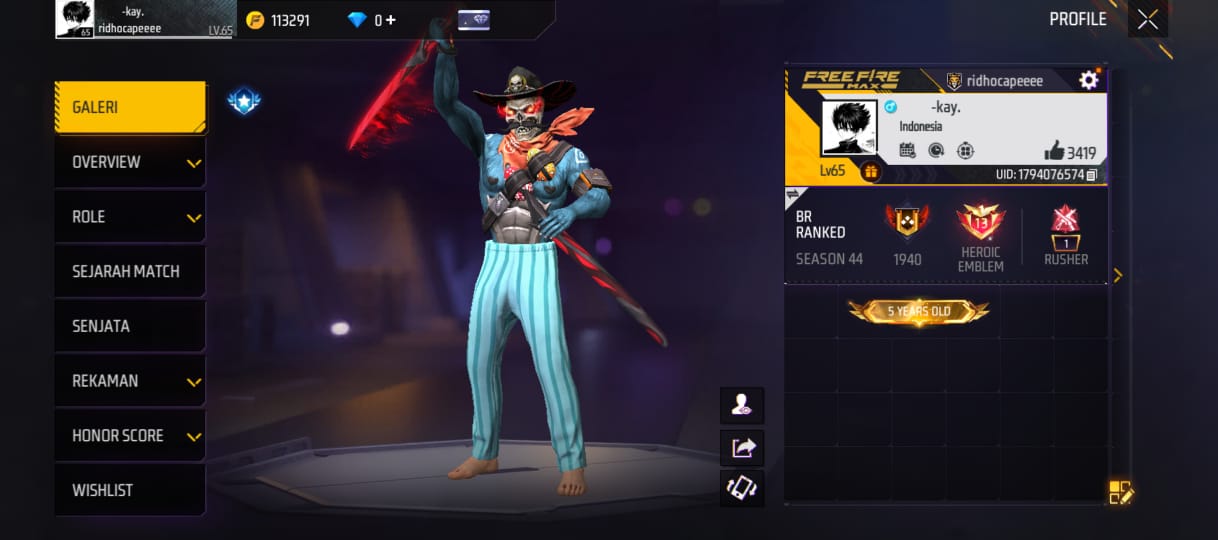 -kay.
ridhocapeeee
65
LV.65
113291
0+
PROFILE
GALERI
OVERVIEW
ROLE
SEJARAH MATCH
SENJATA
REKAMAN
HONOR SCORE
WISHLIST
FREE FIRE
MAX
ridhocapeeee
-kay.
Indonesia
3419
Lv65
UID: 1794076574
BR
RANKED
SEASON 44
1940
13
HEROIC
EMBLEM
1
RUSHER
5 YEARS OLD